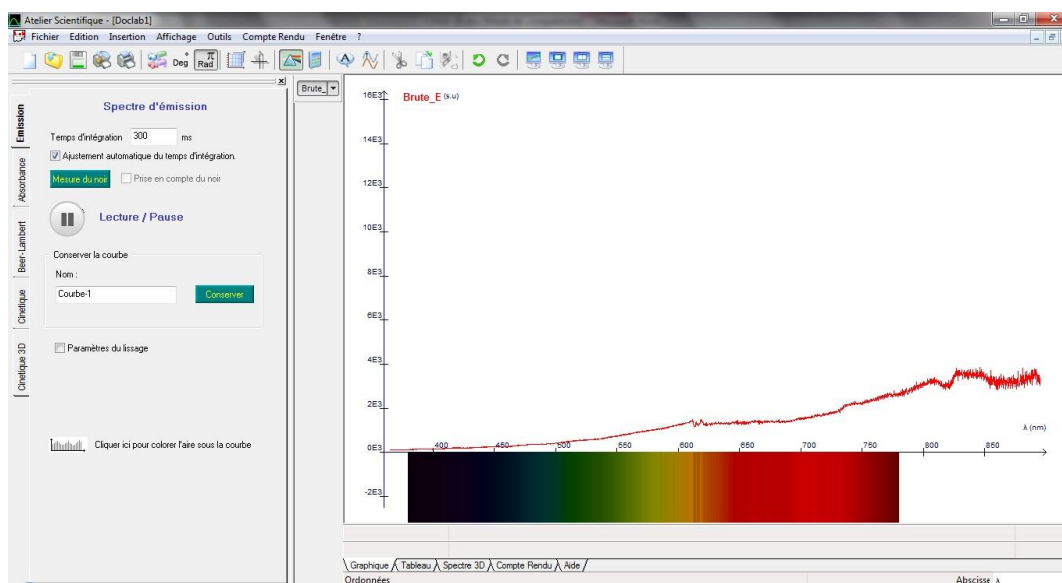 Atelier Scientifique - [Doclab1]
Fichier Edition Insertion Affichage Outils Compte Rendu Fenêtre ?
Deg° π Rad
Emission
Absorbance
Beer-Lambert
Cinetique
Cinetique 3D
Spectre d'émission
Temps d'intégration 300 ms
Ajustement automatique du temps d'intégration.
Mesure du noir Prise en compte du noir
Lecture / Pause
Conserver la courbe
Nom :
Courbe-1 Conserver
Paramètres du lissage
Cliquer ici pour colorer l'aire sous la courbe
Brute_
Brute_E (s.u)
16E3
14E3
12E3
10E3
8E3
6E3
4E3
2E3
0E3
-2E3
400 450 500 550 600 650 700 750 800 850
λ (nm)
Graphique Tableau Spectre 3D Compte Rendu Aide
Ordonnées Abscisse λ